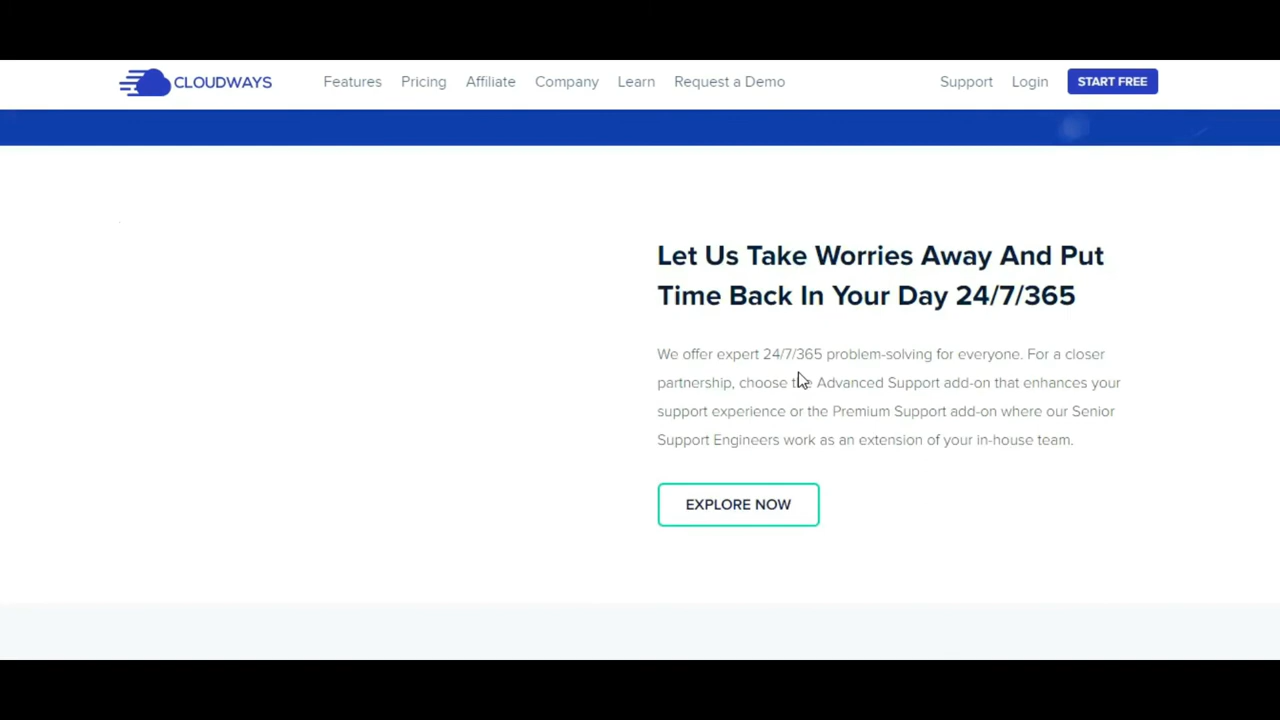 CLOUDWAYS Features Pricing Affiliate Company Learn Request a Demo Support Login START FREE
Let Us Take Worries Away And Put
Time Back In Your Day 24/7/365
We offer expert 24/7/365 problem-solving for everyone. For a closer
partnership, choose the Advanced Support add-on that enhances your
support experience or the Premium Support add-on where our Senior
Support Engineers work as an extension of your in-house team.
EXPLORE NOW